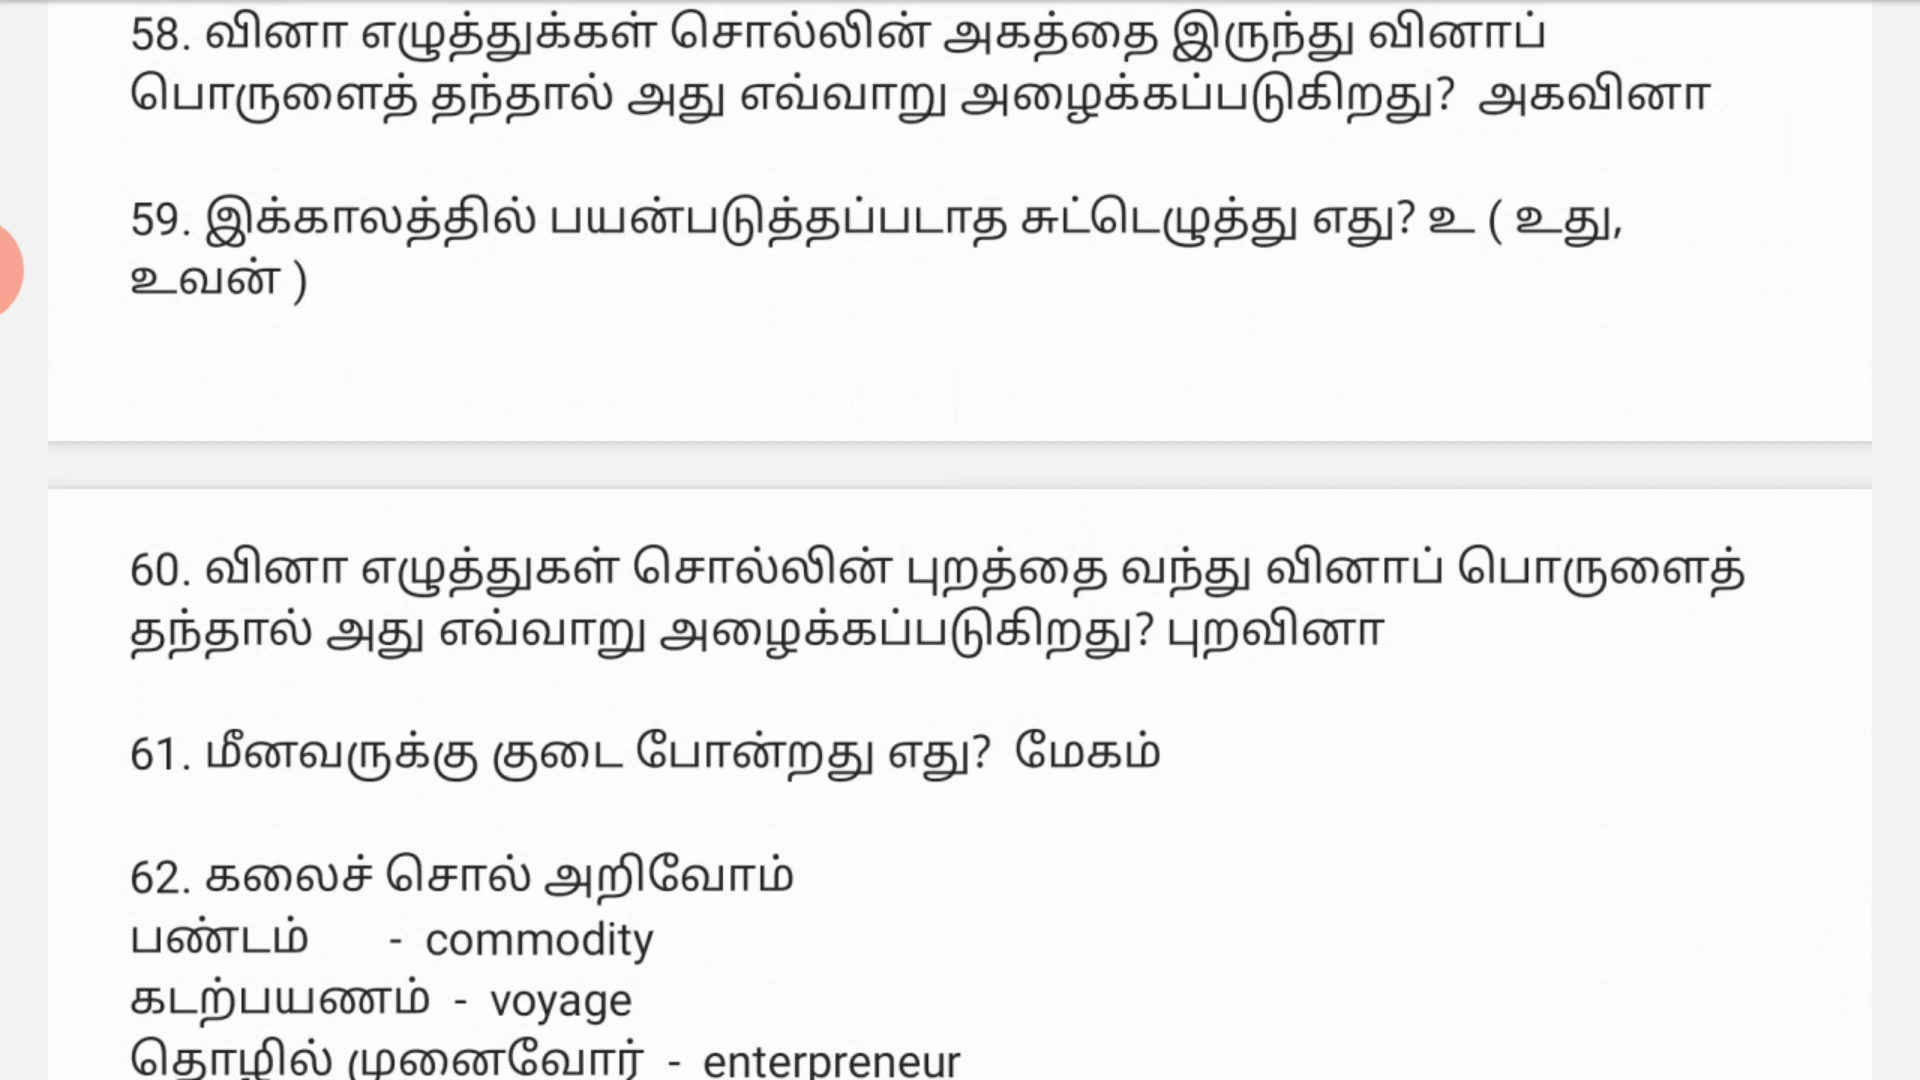 58. வினா எழுத்துக்கள் சொல்லின் அகத்தை இருந்து வினாப்
பொருளைத் தந்தால் அது எவ்வாறு அழைக்கப்படுகிறது? அகவினா
59. இக்காலத்தில் பயன்படுத்தப்படாத சுட்டெழுத்து எது? உ ( உது,
உவன் )
60. வினா எழுத்துகள் சொல்லின் புறத்தை வந்து வினாப் பொருளைத்
தந்தால் அது எவ்வாறு அழைக்கப்படுகிறது? புறவினா
61. மீனவருக்கு குடை போன்றது எது? மேகம்
62. கலைச் சொல் அறிவோம்
பண்டம் - commodity
கடற்பயணம் - voyage
தொழில் முனைவோர் - enterpreneur